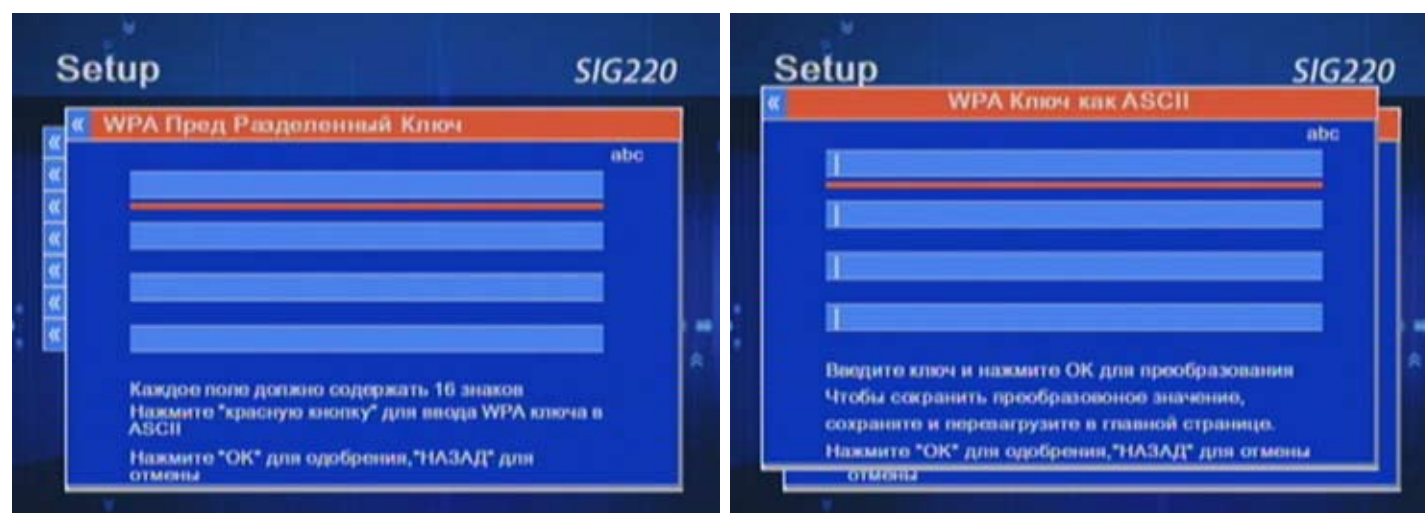 Setup
SIG220
« WPA Пред Разделенный Ключ
abc
Каждое поле должно содержать 16 знаков
Нажмите "красную кнопку" для ввода WPA ключа в
ASCII
Нажмите "ОК" для одобрения,"НАЗАД" для
отмены
Setup
SIG220
« WPA Ключ как ASCII
abc
Введите ключ и нажмите ОК для преобразования
Чтобы сохранить преобразовоное значение,
сохраняте и перезагрузите в главной странице.
Нажмите "ОК" для одобрения,"НАЗАД" для отмены
отмены